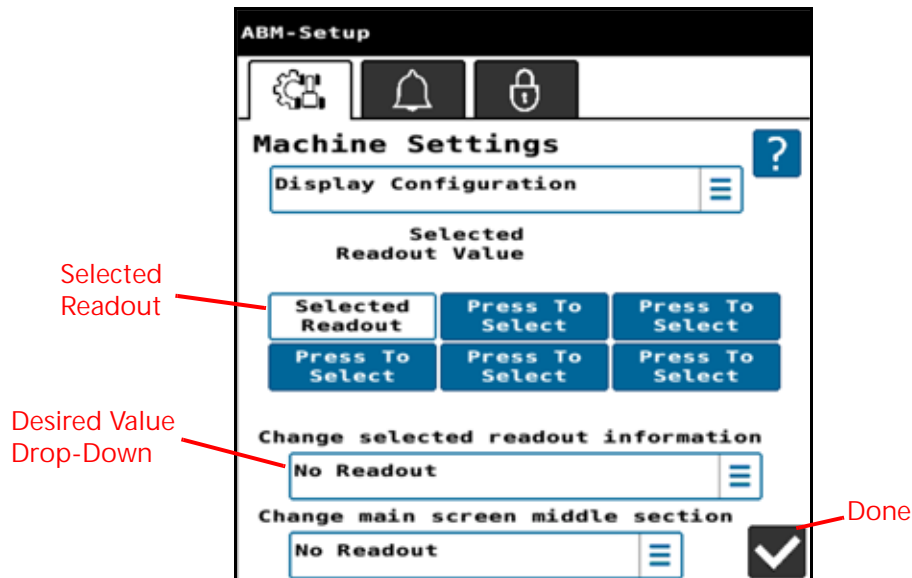 ABM-Setup
Machine Settings
?
Display Configuration
Selected
Readout Value
Selected
Readout
Selected
Readout
Press To
Select
Press To
Select
Press To
Select
Press To
Select
Press To
Select
Desired Value
Drop-Down
Change selected readout information
No Readout
Change main screen middle section
No Readout
Done